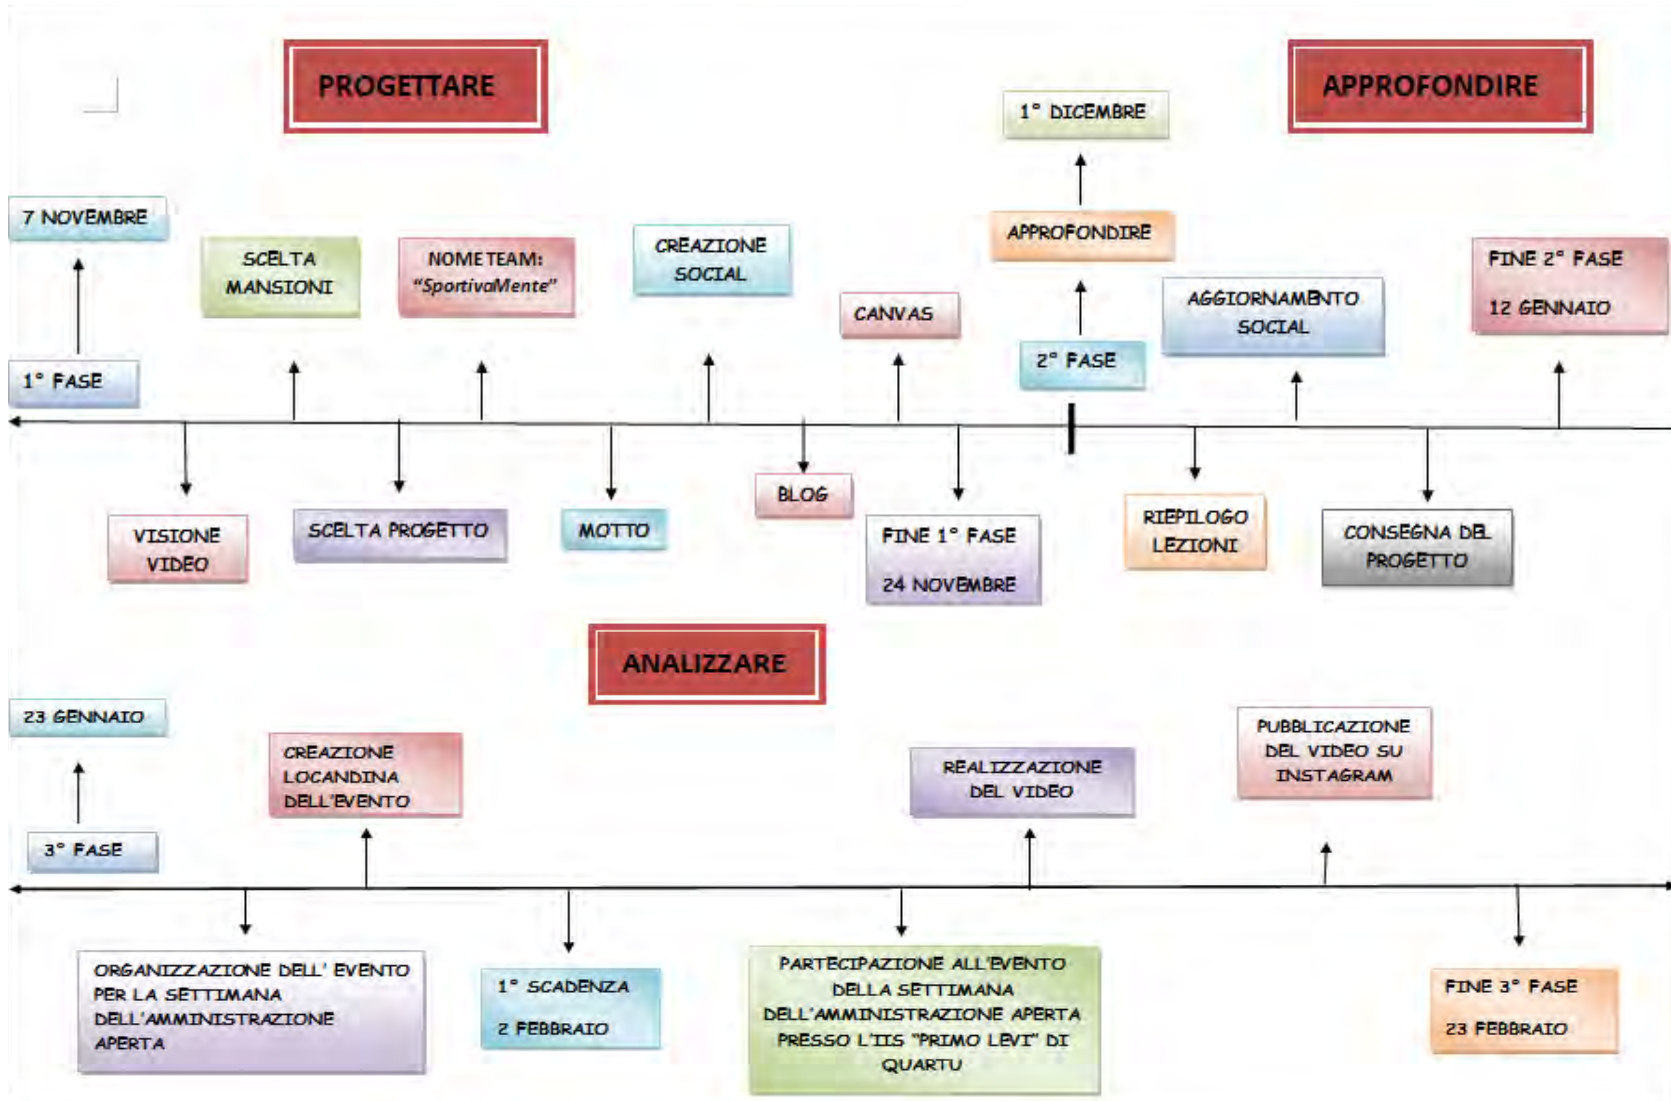 PROGETTARE
APPROFONDIRE
1° DICEMBRE
7 NOVEMBRE
SCELTA
MANSIONI
NOME TEAM:
"SportivaMente"
CREAZIONE
SOCIAL
APPROFONDIRE
FINE 2° FASE
12 GENNAIO
AGGIORNAMENTO
SOCIAL
CANVAS
2° FASE
1° FASE
VISIONE
VIDEO
SCELTA PROGETTO
MOTTO
BLOG
FINE 1° FASE
24 NOVEMBRE
RIEPILOGO
LEZIONI
CONSEGNA DEL
PROGETTO
ANALIZZARE
23 GENNAIO
CREAZIONE
LOCANDINA
DELL'EVENTO
REALIZZAZIONE
DEL VIDEO
PUBBLICAZIONE
DEL VIDEO SU
INSTAGRAM
3° FASE
ORGANIZZAZIONE DELL' EVENTO
PER LA SETTIMANA
DELL'AMMINISTRAZIONE
APERTA
1° SCADENZA
2 FEBBRAIO
PARTECIPAZIONE ALL'EVENTO
DELLA SETTIMANA
DELL'AMMINISTRAZIONE APERTA
PRESSO L'IIS "PRIMO LEVI" DI
QUARTU
FINE 3° FASE
23 FEBBRAIO